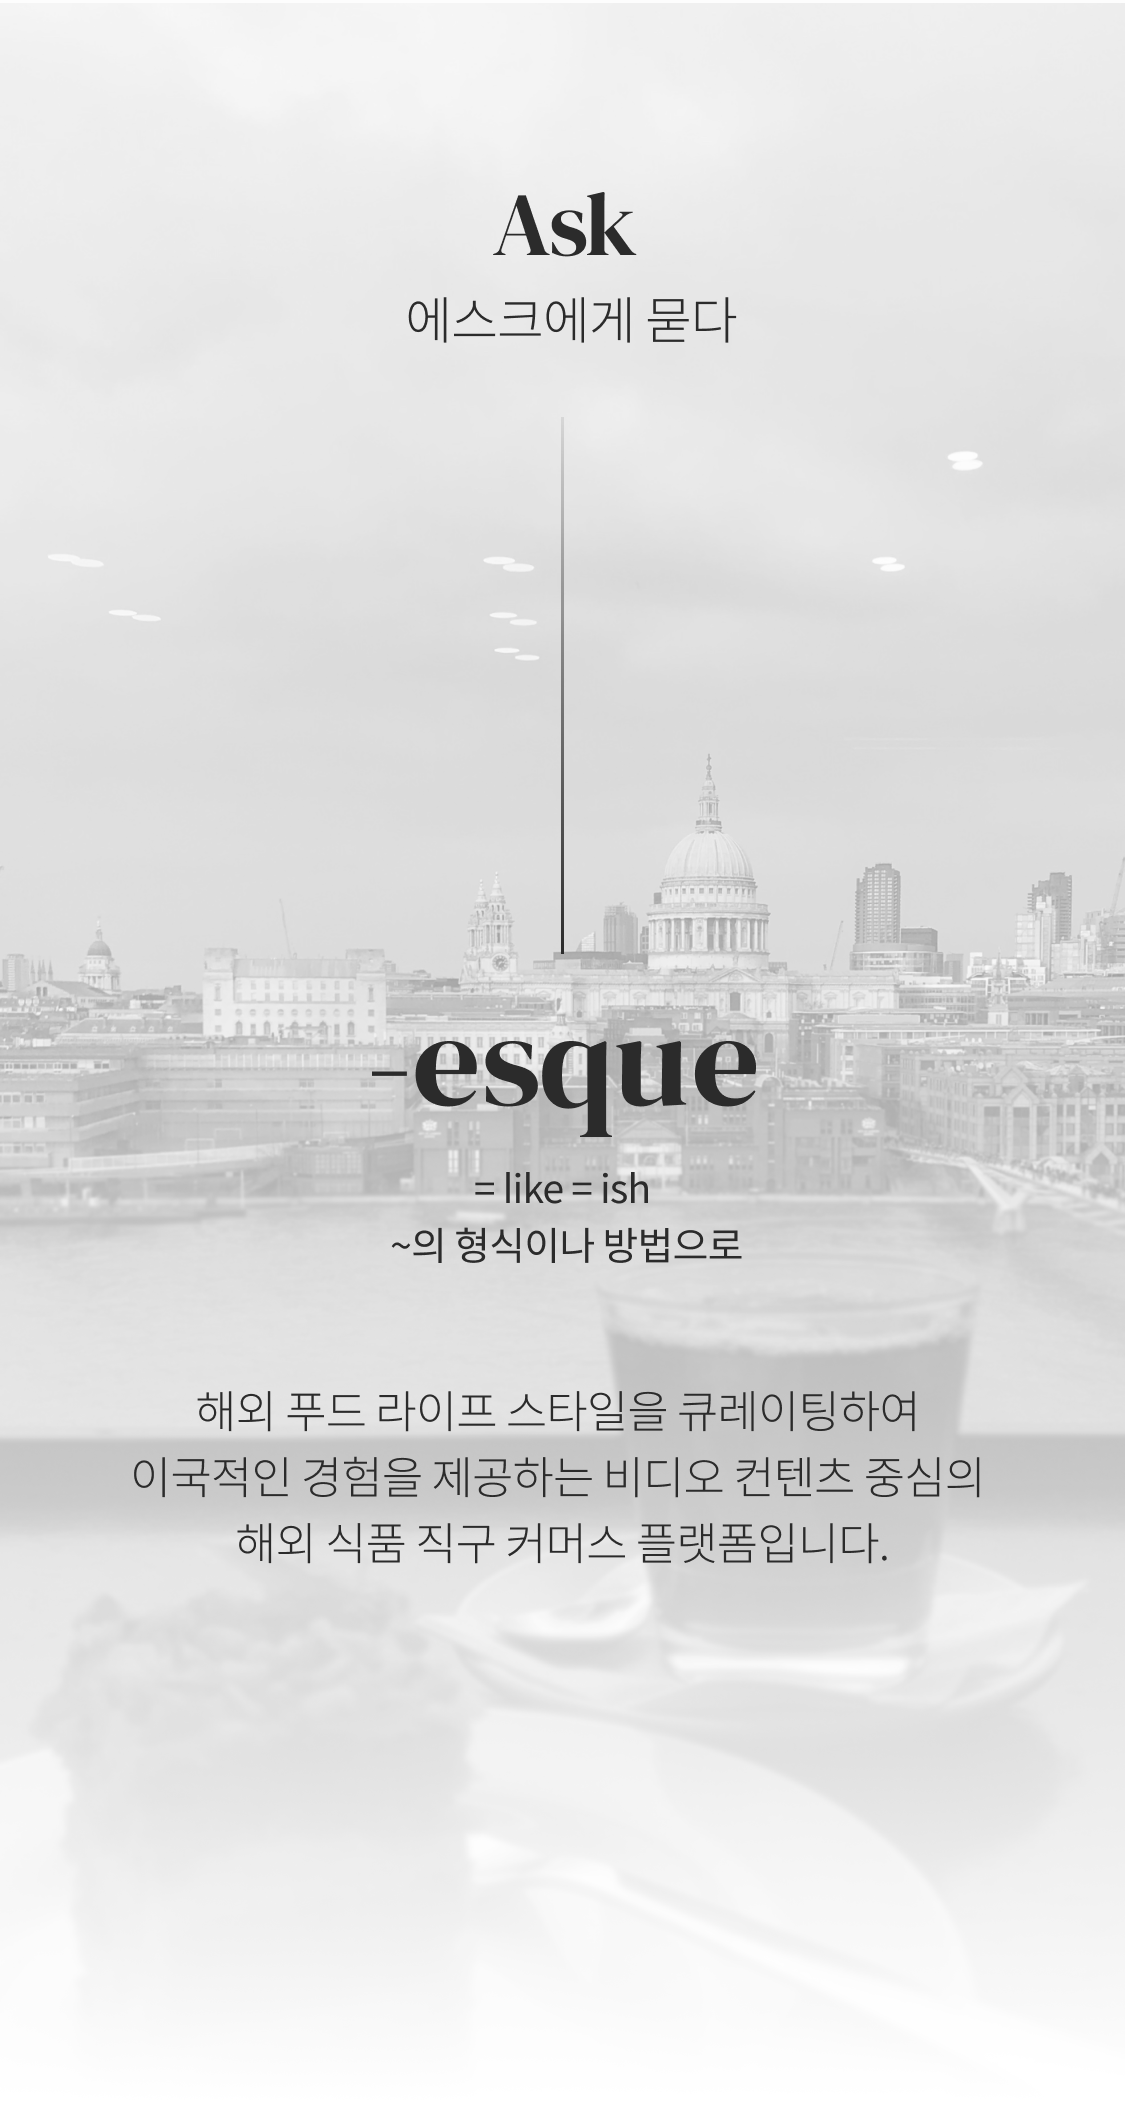 Ask
에스크에게 묻다
-esque
= like = ish
~의 형식이나 방법으로
해외 푸드 라이프 스타일을 큐레이팅하여
이국적인 경험을 제공하는 비디오 컨텐츠 중심의
해외 식품 직구 커머스 플랫폼입니다.